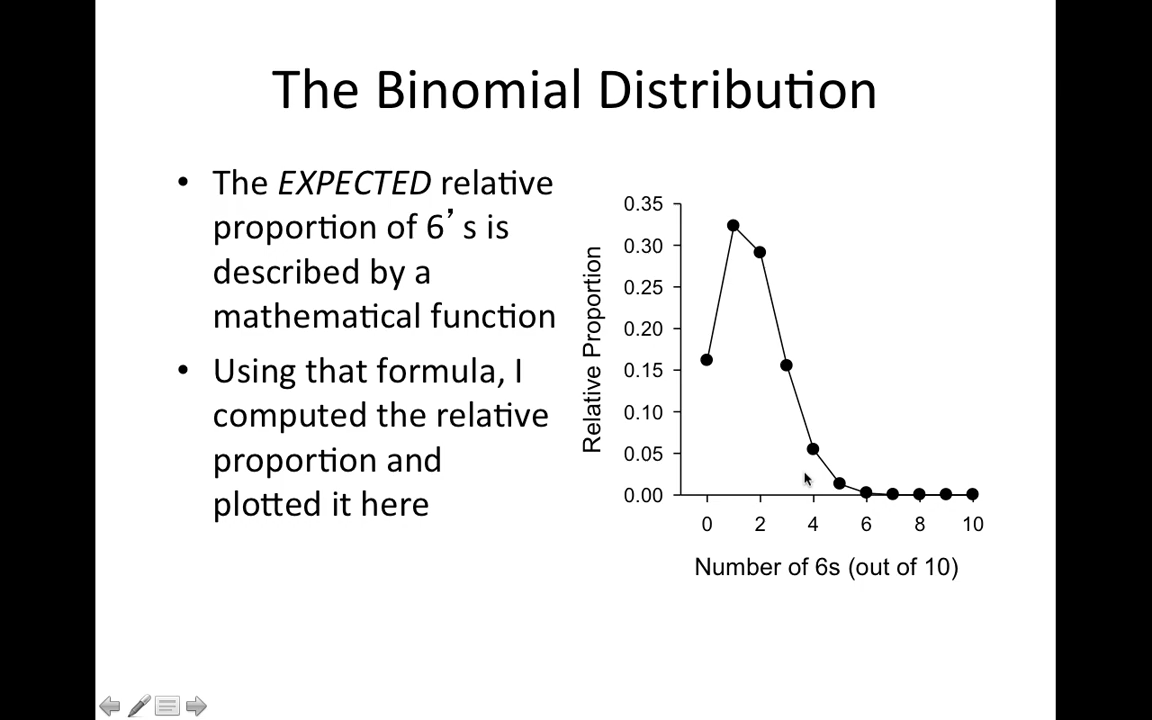 The Binomial Distribution
• The EXPECTED relative
proportion of 6’s is
described by a
mathematical function
• Using that formula, I
computed the relative
proportion and
plotted it here
Relative Proportion
0.35
0.30
0.25
0.20
0.15
0.10
0.05
0.00
0 2 4 6 8 10
Number of 6s (out of 10)